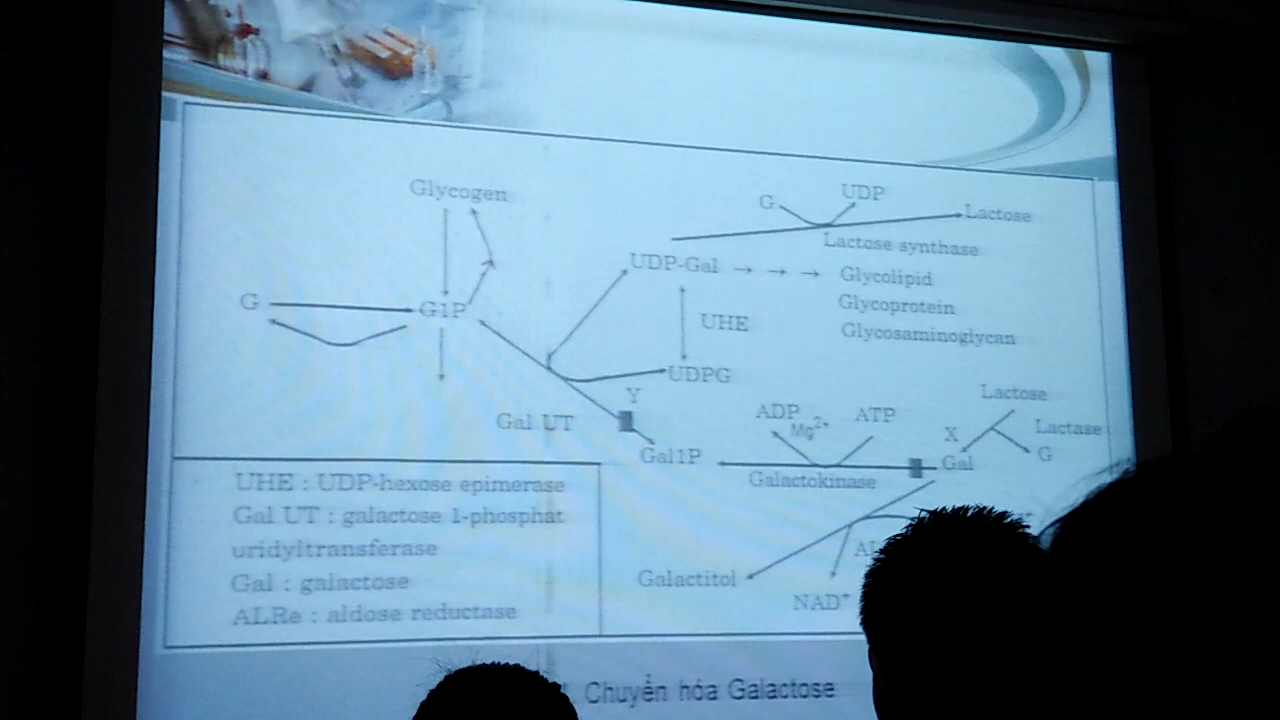 Glycogen
G
UDP
Lactose
Lactose synthase
UDP-Gal → → → Glycolipid
Glycoprotein
Glycosaminoglycan
G
G1P
UHE
UDPG
Y
Gal UT
Gal1P
ADP
Mg2+
ATP
Galactokinase
Lactose
Lactase
X
Gal
G
Galactitol
NAD+
UHE : UDP-hexose epimerase
Gal UT : galactose 1-phosphat
uridyltransferase
Gal : galactose
ALRe : aldose reductase
Chuyển hóa Galactose